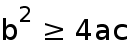 b² ≥ 4ac